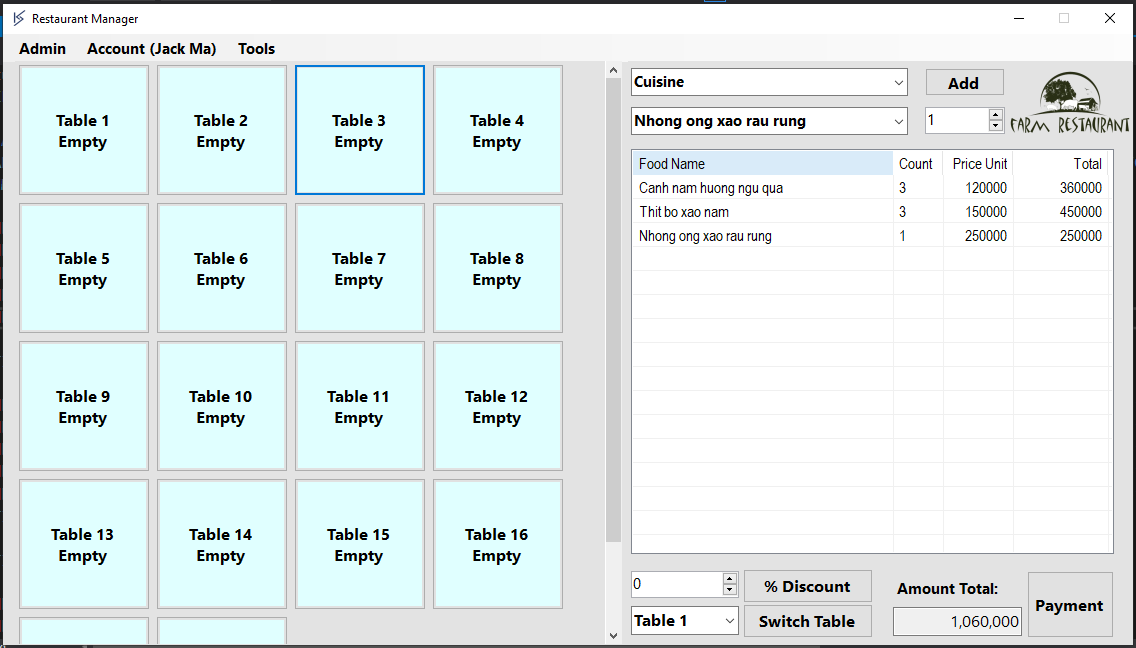 Restaurant Manager
Admin Account (Jack Ma) Tools
Table 1
Empty
Table 2
Empty
Table 3
Empty
Table 4
Empty
Table 5
Empty
Table 6
Empty
Table 7
Empty
Table 8
Empty
Table 9
Empty
Table 10
Empty
Table 11
Empty
Table 12
Empty
Table 13
Empty
Table 14
Empty
Table 15
Empty
Table 16
Empty
Cuisine
Add
Nhong ong xao rau rung
1
FARM RESTAURANT
Food Name Count Price Unit Total
Canh nam huong ngu qua 3 120000 360000
Thit bo xao nam 3 150000 450000
Nhong ong xao rau rung 1 250000 250000
0
% Discount
Amount Total:
Table 1
Switch Table
1,060,000
Payment